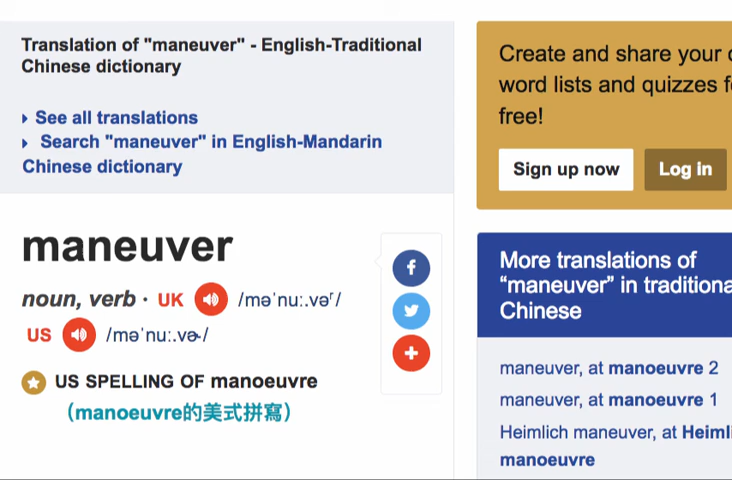 Translation of "maneuver" - English-Traditional
Chinese dictionary
See all translations
Search "maneuver" in English-Mandarin
Chinese dictionary
maneuver
noun, verb · UK /məˈnuː.vəʳ/
US /məˈnuː.vɚ/
US SPELLING OF manoeuvre
（manoeuvre的美式拼寫）
Create and share your
word lists and quizzes
free!
Sign up now Log in
More translations of
“maneuver” in
Chinese
maneuver, at manoeuvre 2
maneuver, at manoeuvre 1
Heimlich maneuver, at
manoeuvre